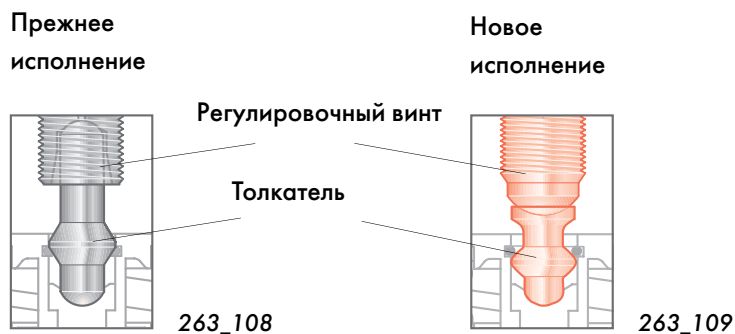 Прежнее
исполнение
Новое
исполнение
Регулировочный винт
Толкатель
263_108
263_109